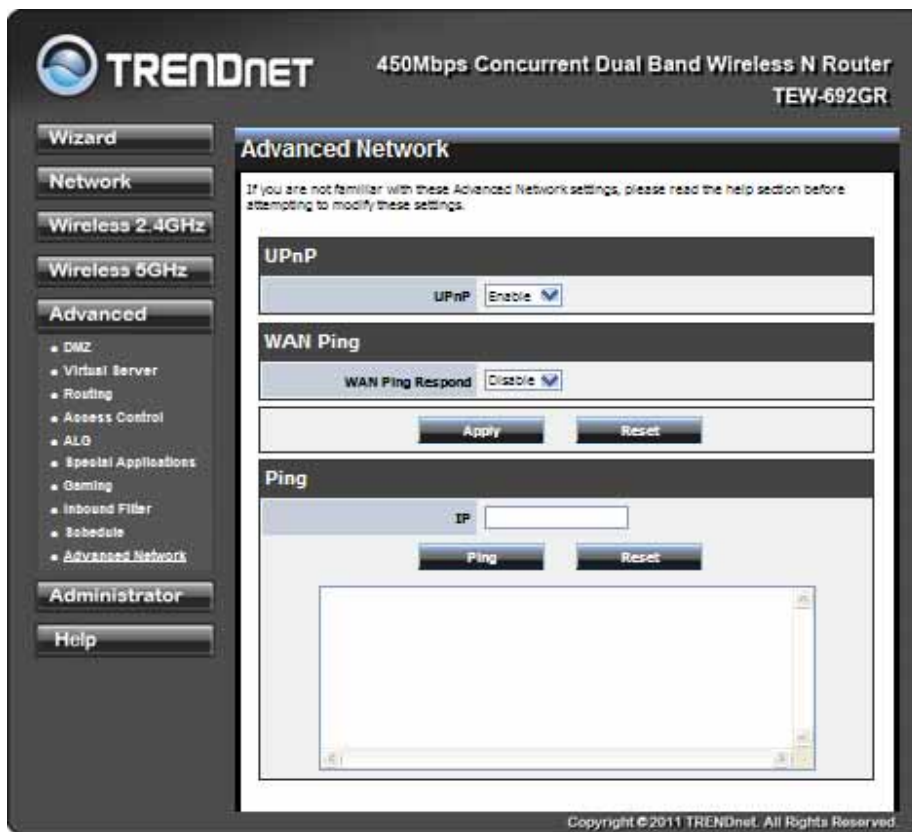 TRENDNET
450Mbps Concurrent Dual Band Wireless N Router
TEW-692GR
Wizard
Network
Wireless 2.4GHz
Wireless 5GHz
Advanced
DMZ
Virtual Server
Routing
Access Control
ALG
Special Applications
Gaming
Inbound Filter
Schedule
Advanced Network
Administrator
Help
Advanced Network
If you are not familiar with these Advanced Network settings, please read the help section before
attempting to modify these settings.
UPnP
UPnP Enable
WAN Ping
WAN Ping Respond Disable
Apply Reset
Ping
IP
Ping Reset
Copyright © 2011 TRENDnet. All Rights Reserved.